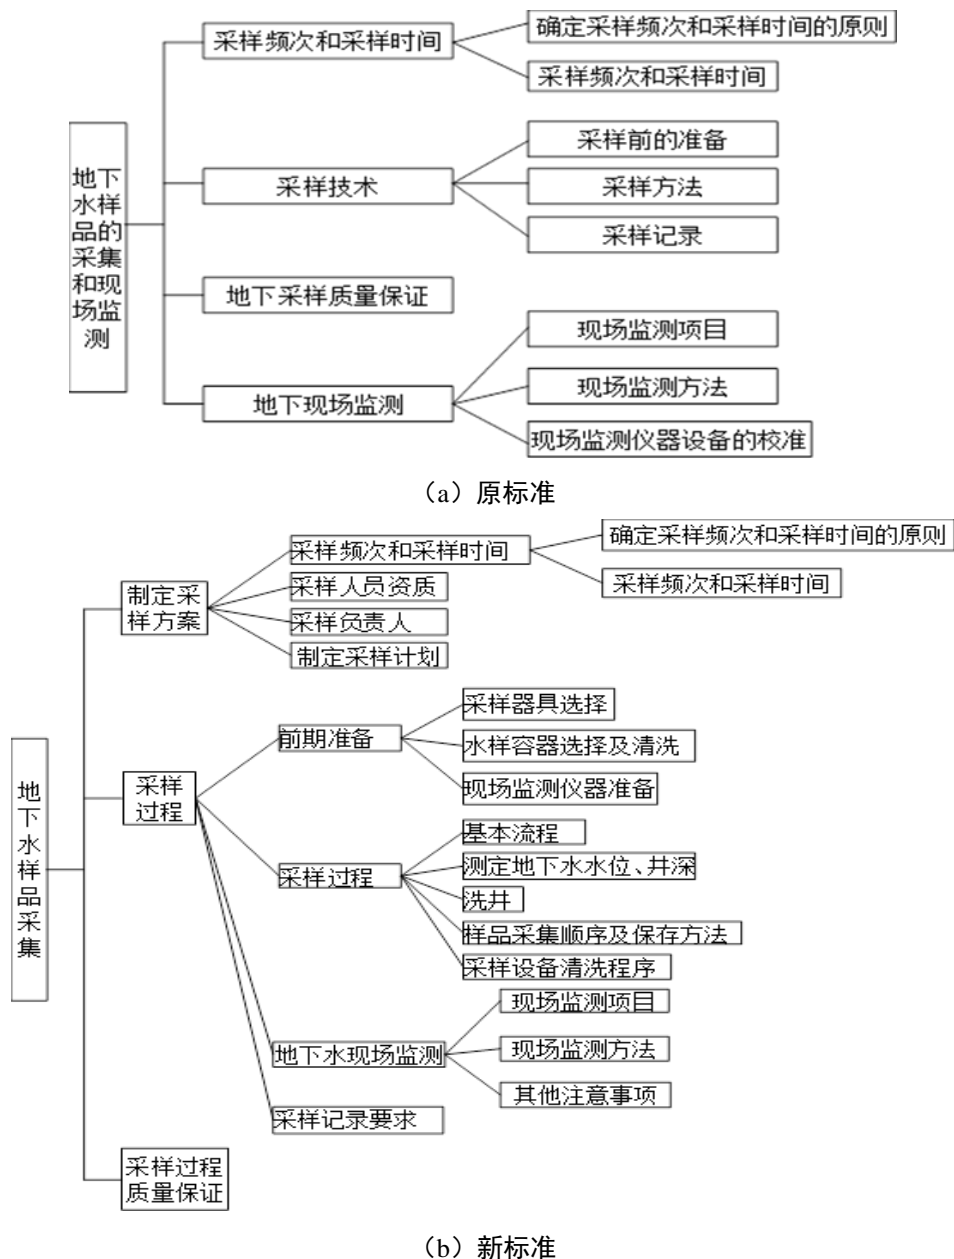 采样频次和采样时间
确定采样频次和采样时间的原则
采样频次和采样时间
地下
水样
品的
采集
和现
场监
测
采样技术
采样前的准备
采样方法
采样记录
地下采样质量保证
地下现场监测
现场监测项目
现场监测方法
现场监测仪器设备的校准
（a）原标准
制定采
样方案
采样频次和采样时间
确定采样频次和采样时间的原则
采样频次和采样时间
采样人员资质
采样负责人
制定采样计划
地
下
水
样
品
采
集
采样
过程
前期准备
采样器具选择
水样容器选择及清洗
现场监测仪器准备
采样过程
基本流程
测定地下水水位、井深
洗井
样品采集顺序及保存方法
采样设备清洗程序
地下水现场监测
现场监测项目
现场监测方法
其他注意事项
采样记录要求
采样过程
质量保证
（b）新标准